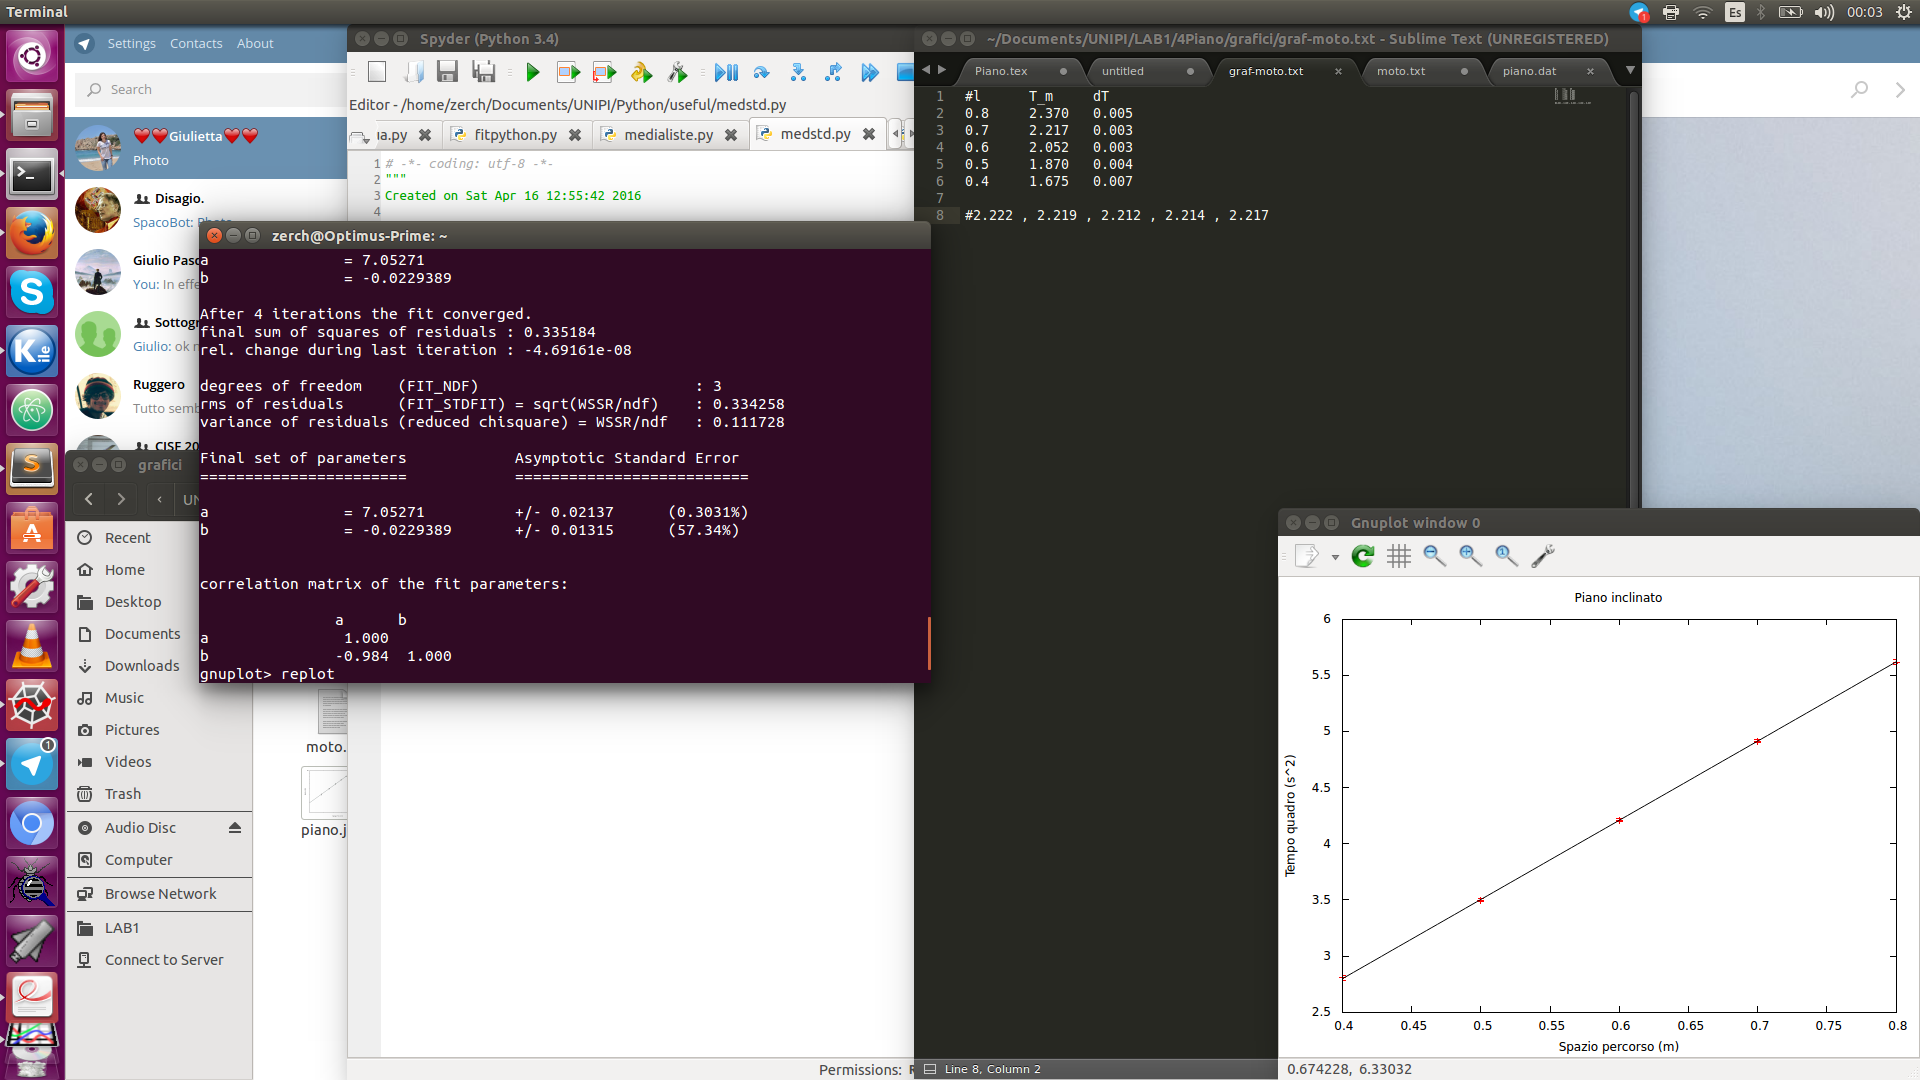 Terminal
Es
00:03
Settings Contacts About
Search
Giulietta
Photo
Disagio.
SpacoBot: Photo
Giulio Pasc
You: In effe
Sottog
Giulio: ok r
Ruggero
Tutto semb
CISF 20
grafici
Recent
Home
Desktop
Documents
Downloads
Music
Pictures
Videos
Trash
Audio Disc
Computer
Browse Network
LAB1
Connect to Server
moto.
piano.j
Spyder (Python 3.4)
Editor - /home/zerch/Documents/UNIPI/Python/useful/medstd.py
a.py fitpython.py medialiste.py medstd.py
1 # -*- coding: utf-8 -*-
2 """
3 Created on Sat Apr 16 12:55:42 2016
4
Permissions:
zerch@Optimus-Prime: ~
a = 7.05271
b = -0.0229389
After 4 iterations the fit converged.
final sum of squares of residuals : 0.335184
rel. change during last iteration : -4.69161e-08
degrees of freedom (FIT_NDF) : 3
rms of residuals (FIT_STDFIT) = sqrt(WSSR/ndf) : 0.334258
variance of residuals (reduced chisquare) = WSSR/ndf : 0.111728
Final set of parameters Asymptotic Standard Error
======================= ==========================
a = 7.05271 +/- 0.02137 (0.3031%)
b = -0.0229389 +/- 0.01315 (57.34%)
correlation matrix of the fit parameters:
a b
a 1.000
b -0.984 1.000
gnuplot> replot
~/Documents/UNIPI/LAB1/4Piano/grafici/graf-moto.txt - Sublime Text (UNREGISTERED)
Piano.tex untitled graf-moto.txt moto.txt piano.dat
1 #l T_m dT
2 0.8 2.370 0.005
3 0.7 2.217 0.003
4 0.6 2.052 0.003
5 0.5 1.870 0.004
6 0.4 1.675 0.007
7
8 #2.222 , 2.219 , 2.212 , 2.214 , 2.217
Line 8, Column 2
Gnuplot window 0
Piano inclinato
6
5.5
5
4.5
4
3.5
3
2.5
Tempo quadro (s^2)
0.4 0.45 0.5 0.55 0.6 0.65 0.7 0.75 0.8
Spazio percorso (m)
0.674228, 6.33032